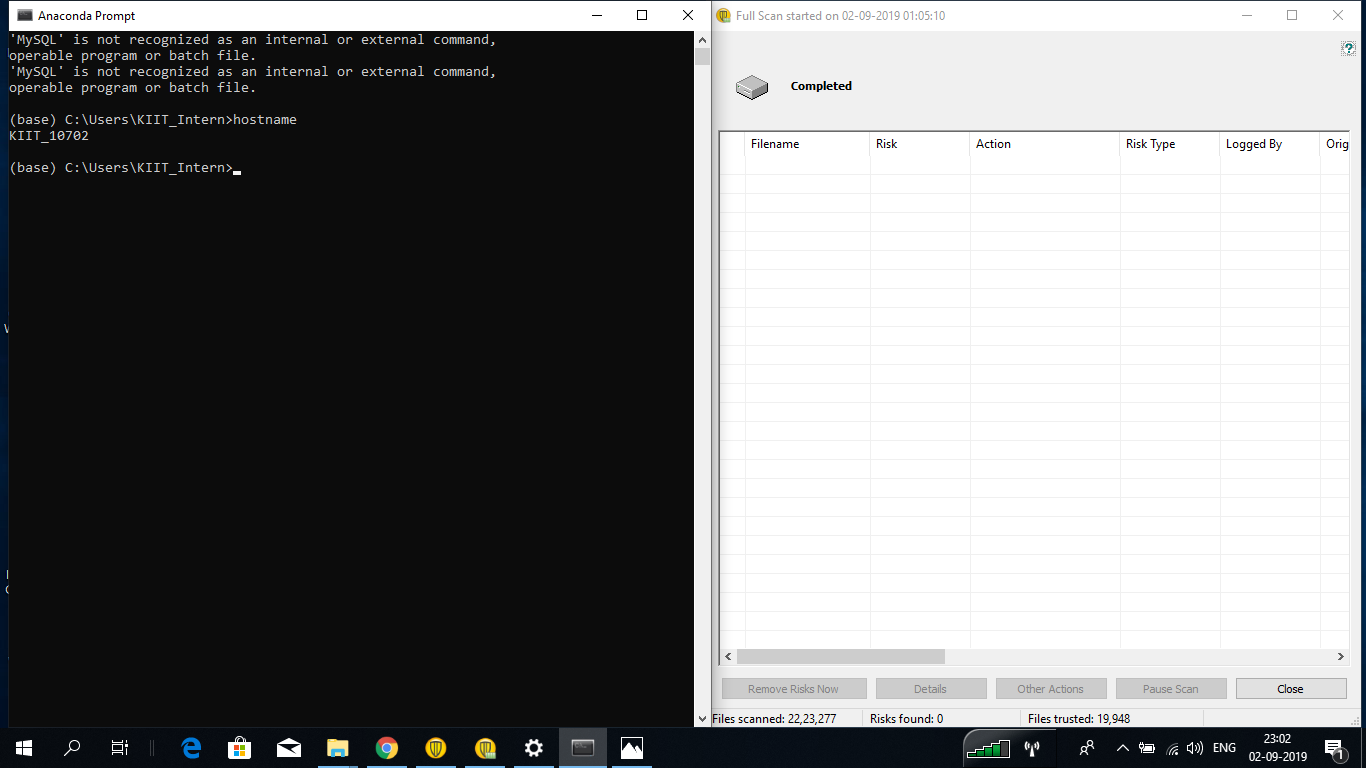 Anaconda Prompt
'MySQL' is not recognized as an internal or external command,
operable program or batch file.
'MySQL' is not recognized as an internal or external command,
operable program or batch file.
(base) C:\Users\KIIT_Intern>hostname
KIIT_10702
(base) C:\Users\KIIT_Intern>
Full Scan started on 02-09-2019 01:05:10
Completed
Filename Risk Action Risk Type Logged By Orig
Remove Risks Now Details Other Actions Pause Scan Close
Files scanned: 22,23,277 Risks found: 0 Files trusted: 19,948
ENG
23:02
02-09-2019
1